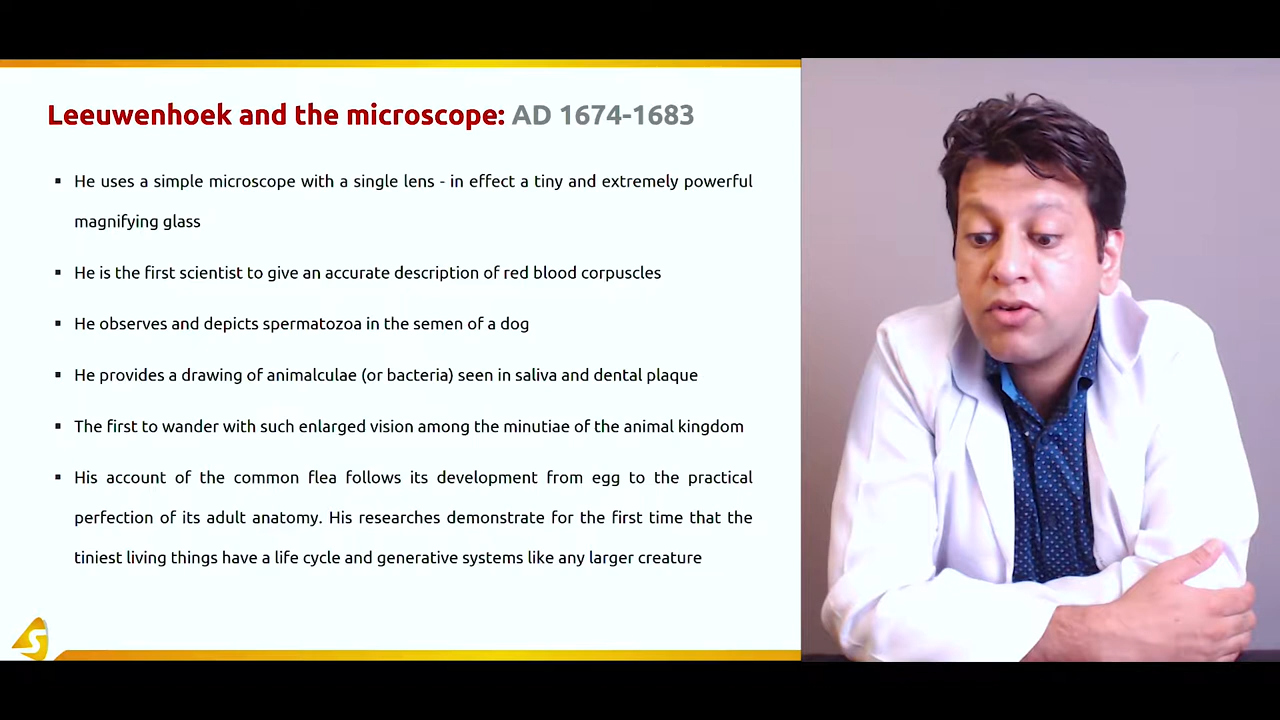 Leeuwenhoek and the microscope: AD 1674-1683
▪ He uses a simple microscope with a single lens - in effect a tiny and extremely powerful
magnifying glass
▪ He is the first scientist to give an accurate description of red blood corpuscles
▪ He observes and depicts spermatozoa in the semen of a dog
▪ He provides a drawing of animalculae (or bacteria) seen in saliva and dental plaque
▪ The first to wander with such enlarged vision among the minutiae of the animal kingdom
▪ His account of the common flea follows its development from egg to the practical
perfection of its adult anatomy. His researches demonstrate for the first time that the
tiniest living things have a life cycle and generative systems like any larger creature
S